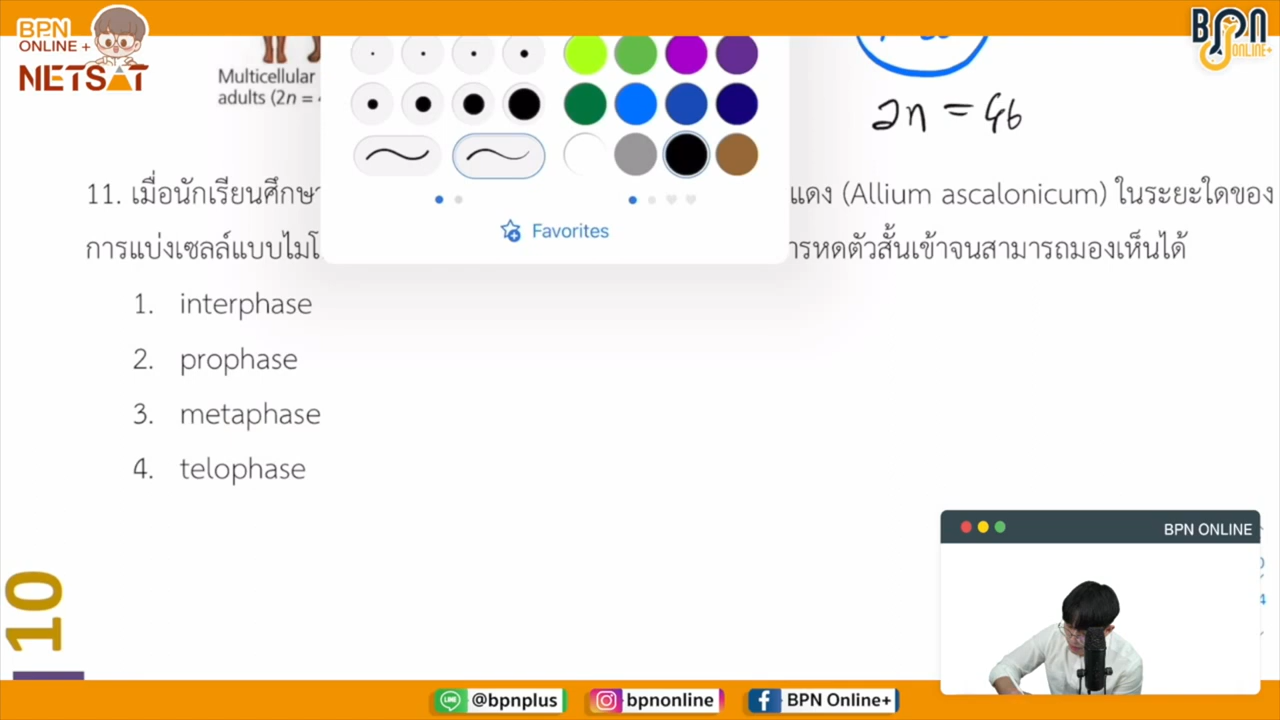 BPN
ONLINE +
NETSAT
BPN
ONLINE+
Multicellular
adults (2n =
2n = 46
11. เมื่อนักเรียนศึกษา แดง (Allium ascalonicum) ในระยะใดของ
การแบ่งเซลล์แบบไมโ ารหดตัวสั้นเข้าจนสามารถมองเห็นได้
Favorites
1. interphase
2. prophase
3. metaphase
4. telophase
10
BPN ONLINE
@bpnplus
bpnonline
BPN Online+